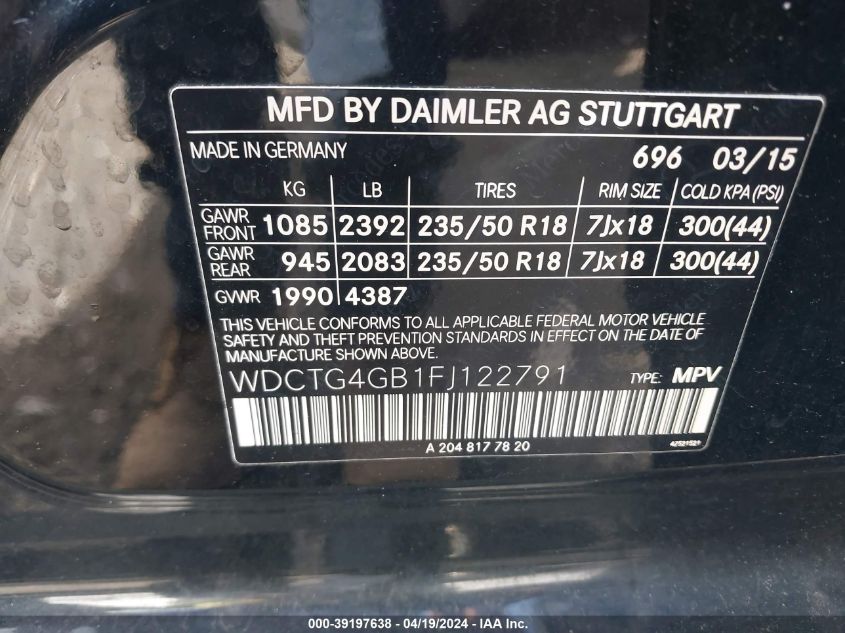 MFD BY DAIMLER AG STUTTGART
MADE IN GERMANY 696 03/15
KG LB TIRES RIM SIZE COLD KPA (PSI)
GAWR FRONT 1085 2392 235/50 R18 7Jx18 300(44)
GAWR REAR 945 2083 235/50 R18 7Jx18 300(44)
GVWR 1990 4387
THIS VEHICLE CONFORMS TO ALL APPLICABLE FEDERAL MOTOR VEHICLE
SAFETY AND THEFT PREVENTION STANDARDS IN EFFECT ON THE DATE OF
MANUFACTURE SHOWN ABOVE.
WDCTG4GB1FJ122791 TYPE: MPV
A 204 817 78 20
000-39197638 - 04/19/2024 - IAAI.com